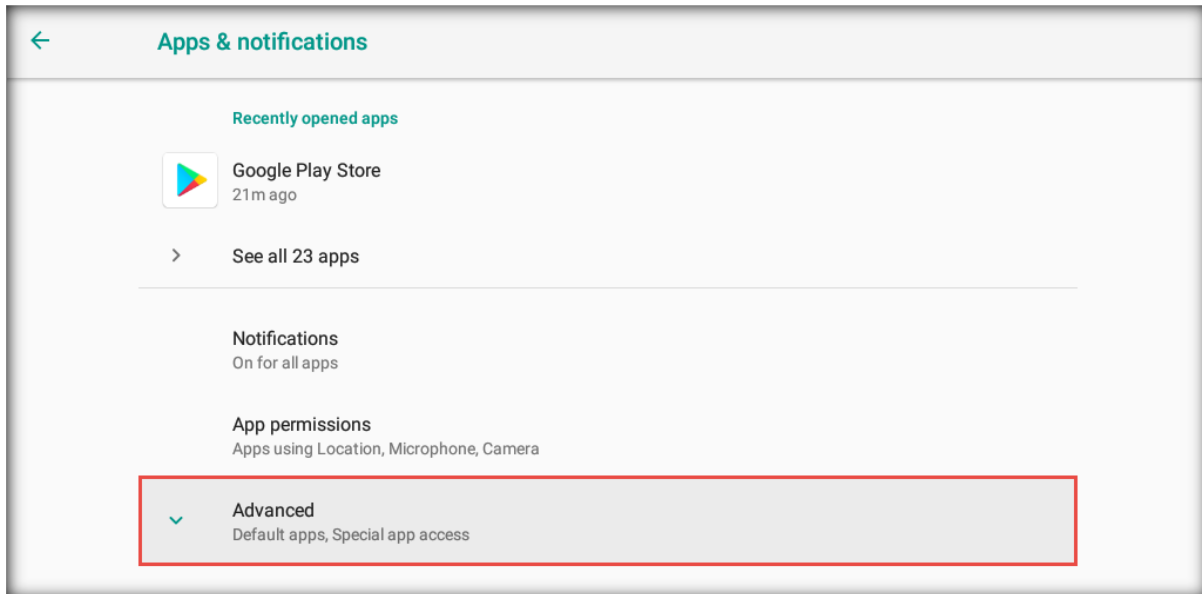 Apps & notifications
Recently opened apps
Google Play Store
21m ago
See all 23 apps
Notifications
On for all apps
App permissions
Apps using Location, Microphone, Camera
Advanced
Default apps, Special app access